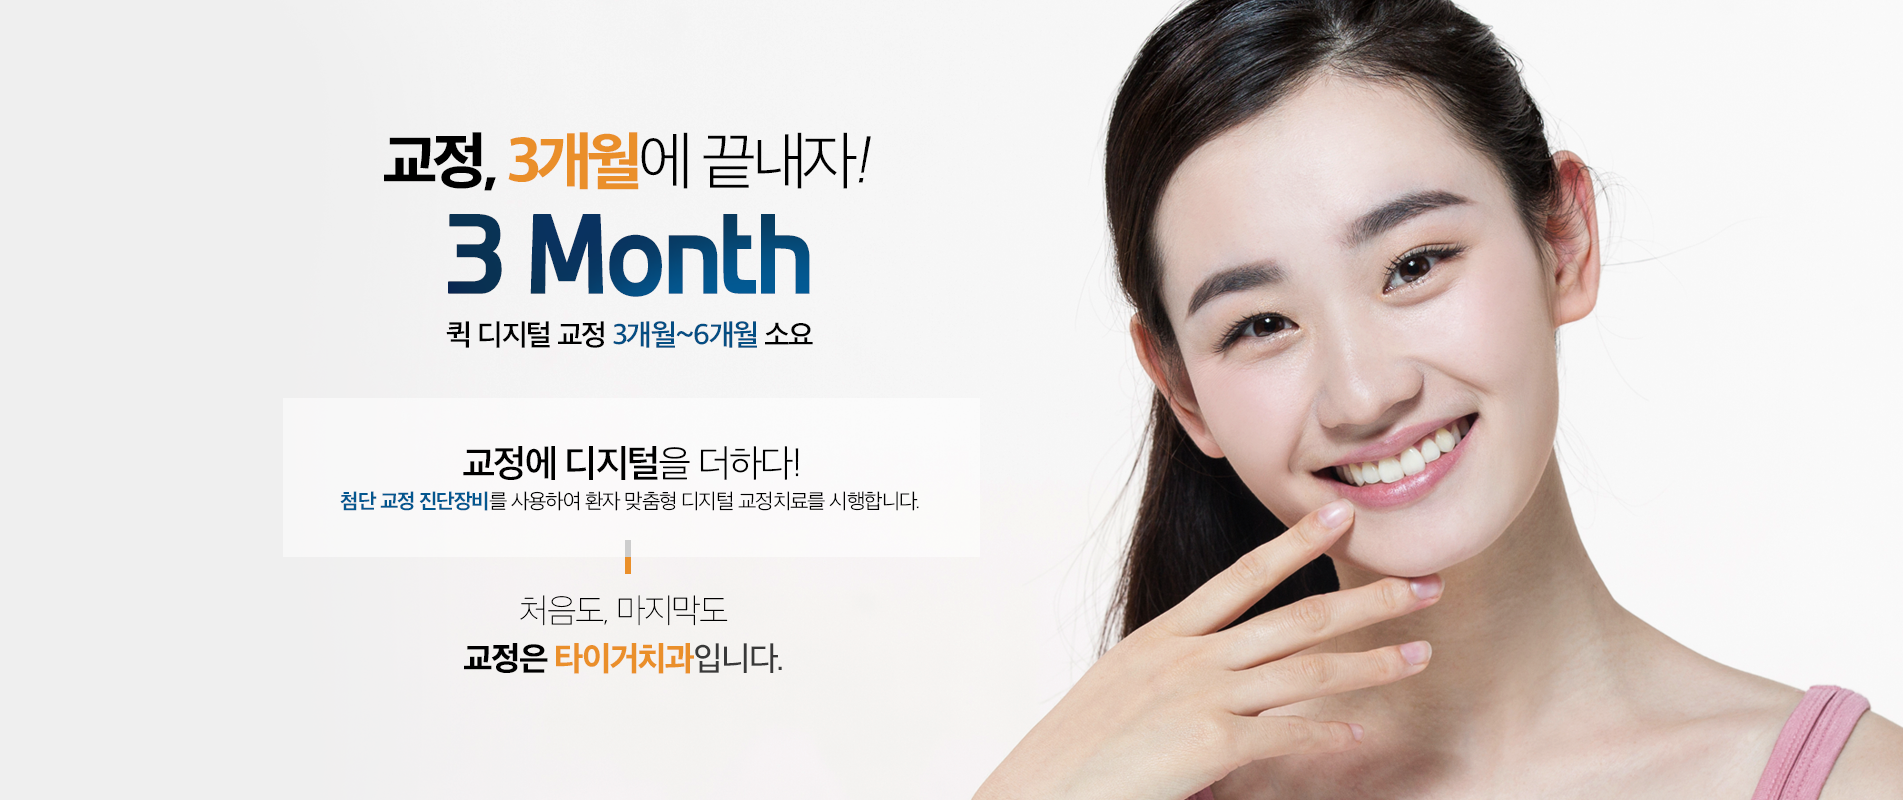 교정, 3개월에 끝내자!
3 Month
퀵 디지털 교정 3개월~6개월 소요
교정에 디지털을 더하다!
첨단 교정 진단장비를 사용하여 환자 맞춤형 디지털 교정치료를 시행합니다.
처음도, 마지막도
교정은 타이거치과입니다.